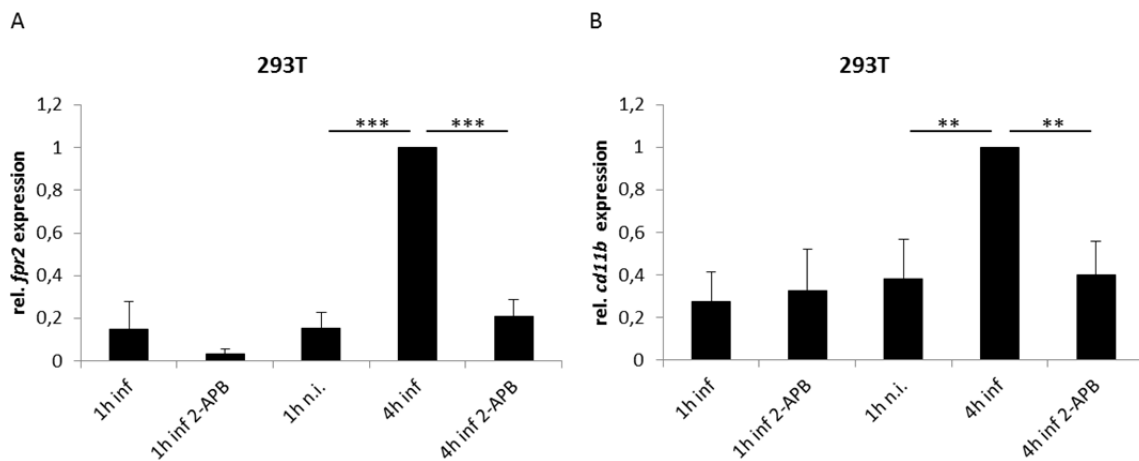 A
293T
rel. fpr2 expression
1,2
1
0,8
0,6
0,4
0,2
0
*** ***
1h inf
1h inf 2-APB
1h n.i.
4h inf
4h inf 2-APB
B
293T
rel. cd11b expression
1,2
1
0,8
0,6
0,4
0,2
0
** **
1h inf
1h inf 2-APB
1h n.i.
4h inf
4h inf 2-APB